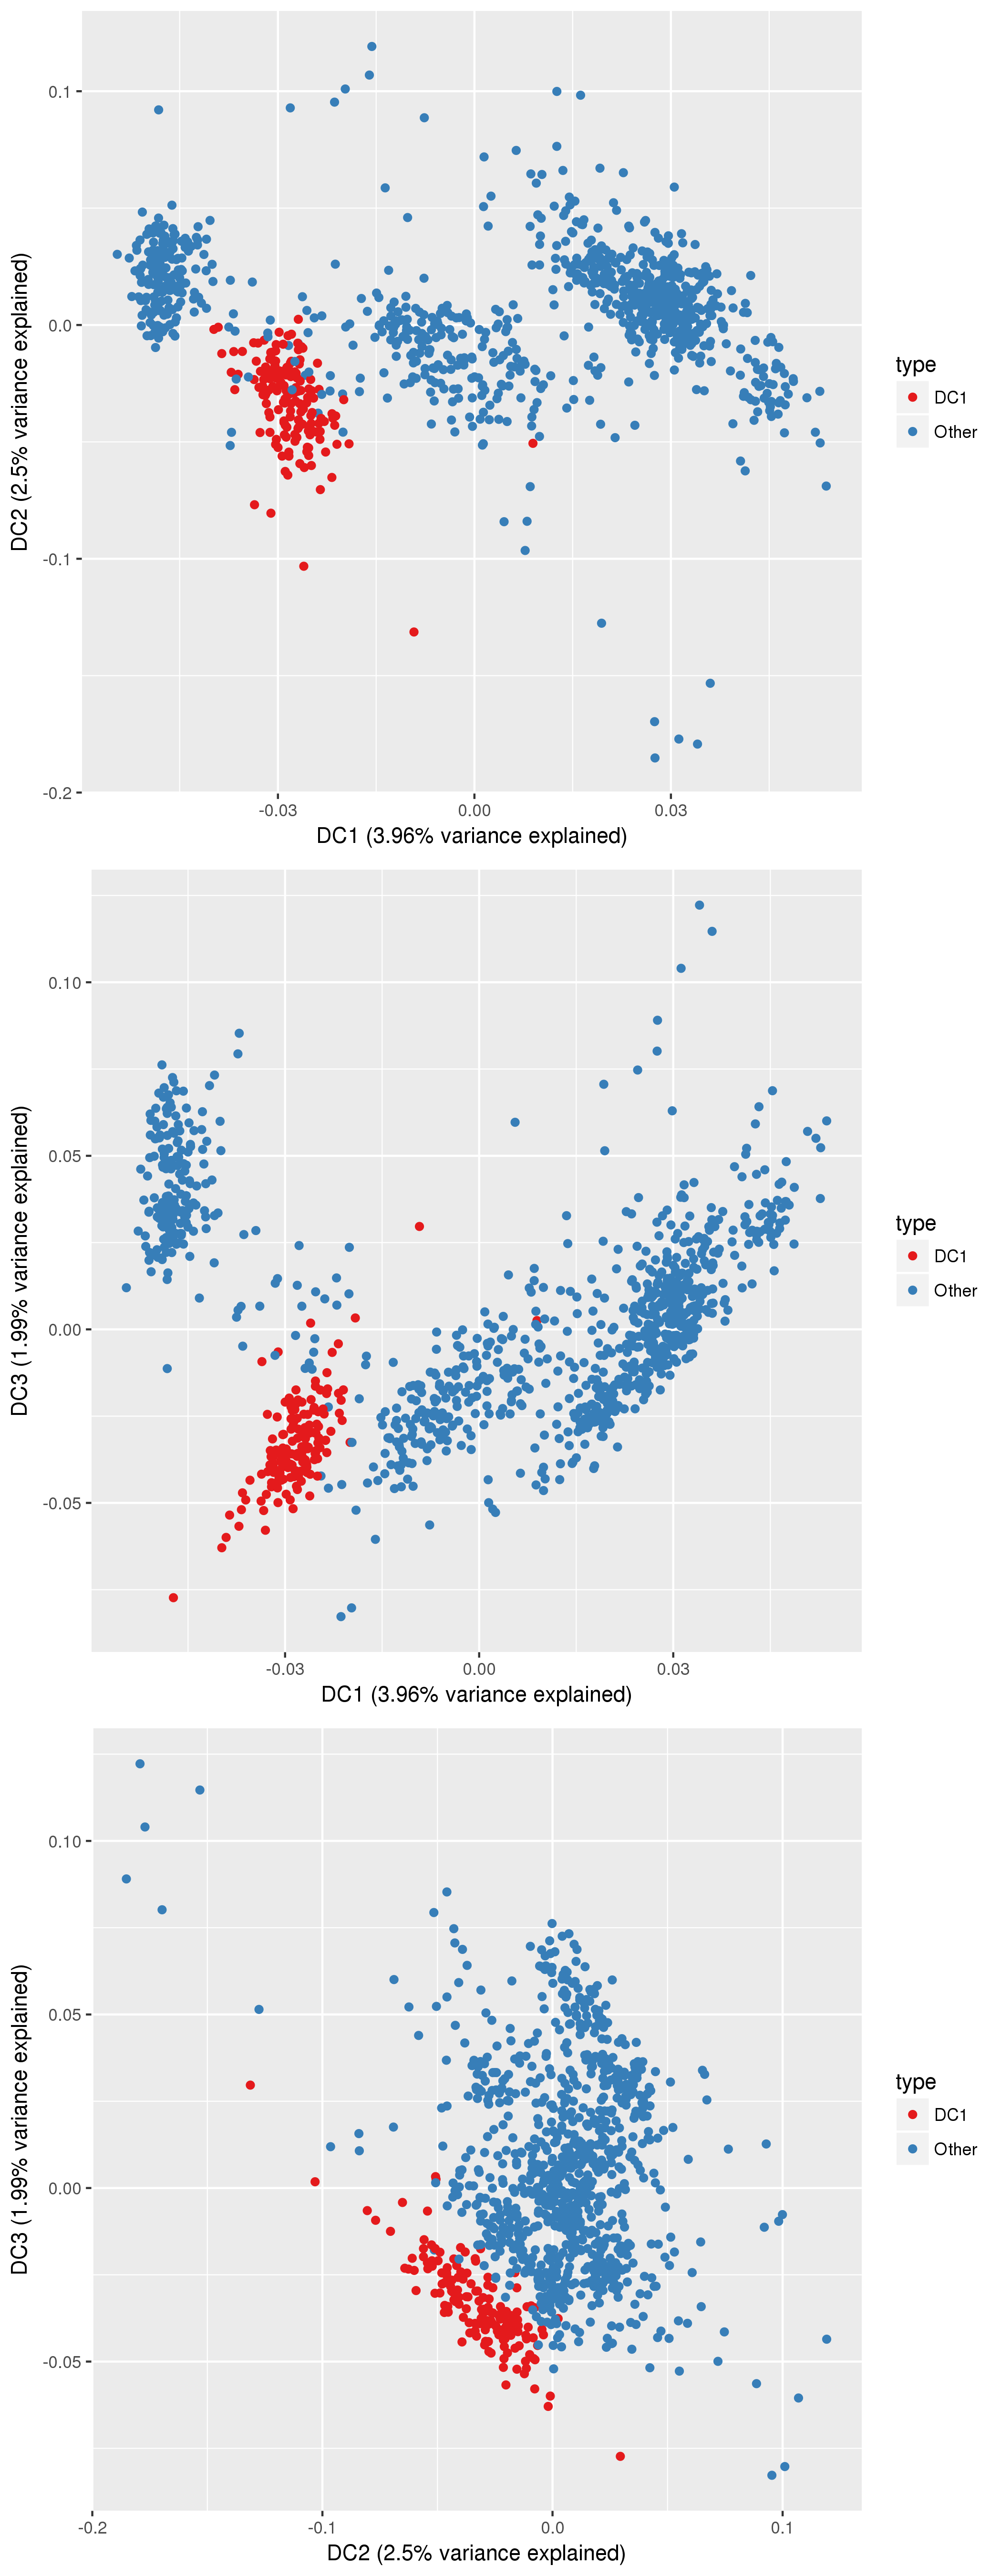 0.1
0.0
-0.1
-0.2
DC2 (2.5% variance explained)
-0.03
0.00
0.03
DC1 (3.96% variance explained)
type
DC1
Other
0.10
0.05
0.00
-0.05
DC3 (1.99% variance explained)
-0.03
0.00
0.03
DC1 (3.96% variance explained)
type
DC1
Other
0.10
0.05
0.00
-0.05
DC3 (1.99% variance explained)
-0.2
-0.1
0.0
0.1
DC2 (2.5% variance explained)
type
DC1
Other